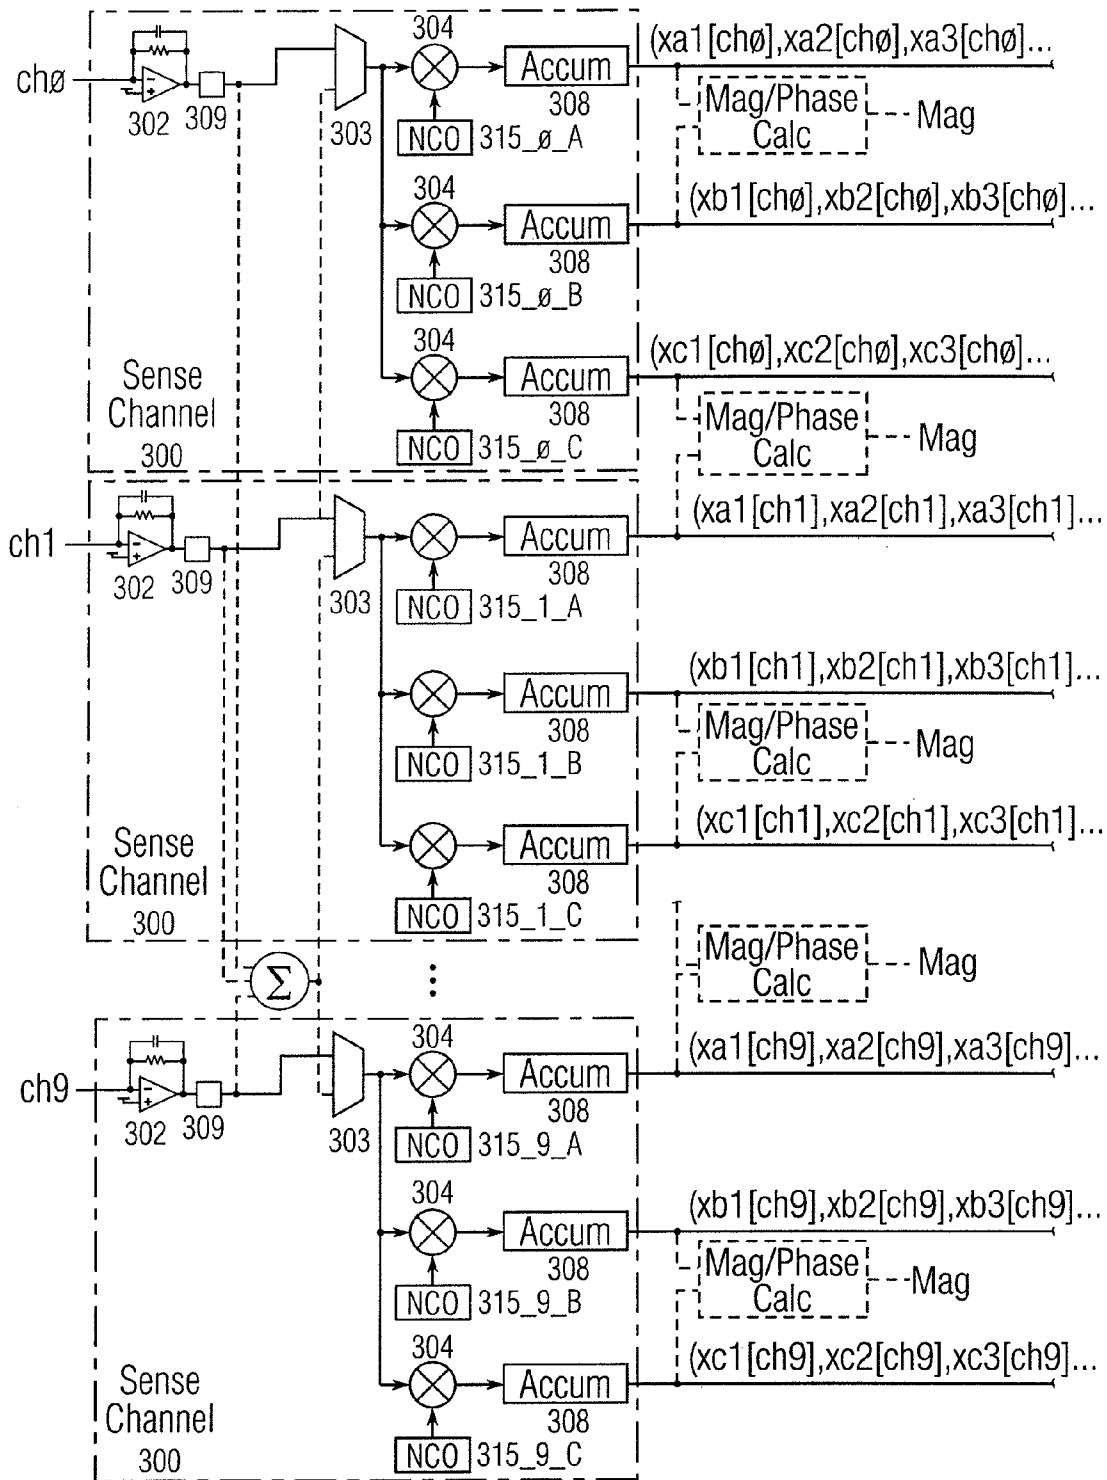 304
(xa1[chø],xa2[chø],xa3[chø]...
chø
Accum
Mag/Phase
Calc
Mag
302
309
303
308
NCO
315_ø_A
304
(xb1[chø],xb2[chø],xb3[chø]...
Accum
308
NCO
315_ø_B
304
(xc1[chø],xc2[chø],xc3[chø]...
Sense
Channel
300
Accum
308
Mag/Phase
Calc
Mag
NCO
315_ø_C
(xa1[ch1],xa2[ch1],xa3[ch1]...
ch1
Accum
302
309
303
308
NCO
315_1_A
(xb1[ch1],xb2[ch1],xb3[ch1]...
Accum
308
Mag/Phase
Calc
Mag
NCO
315_1_B
(xc1[ch1],xc2[ch1],xc3[ch1]...
Sense
Channel
300
Accum
308
NCO
315_1_C
Mag/Phase
Calc
Mag
Σ
304
(xa1[ch9],xa2[ch9],xa3[ch9]...
ch9
Accum
302
309
303
308
NCO
315_9_A
304
(xb1[ch9],xb2[ch9],xb3[ch9]...
Accum
308
Mag/Phase
Calc
Mag
NCO
315_9_B
304
(xc1[ch9],xc2[ch9],xc3[ch9]...
Sense
Channel
300
Accum
308
NCO
315_9_C